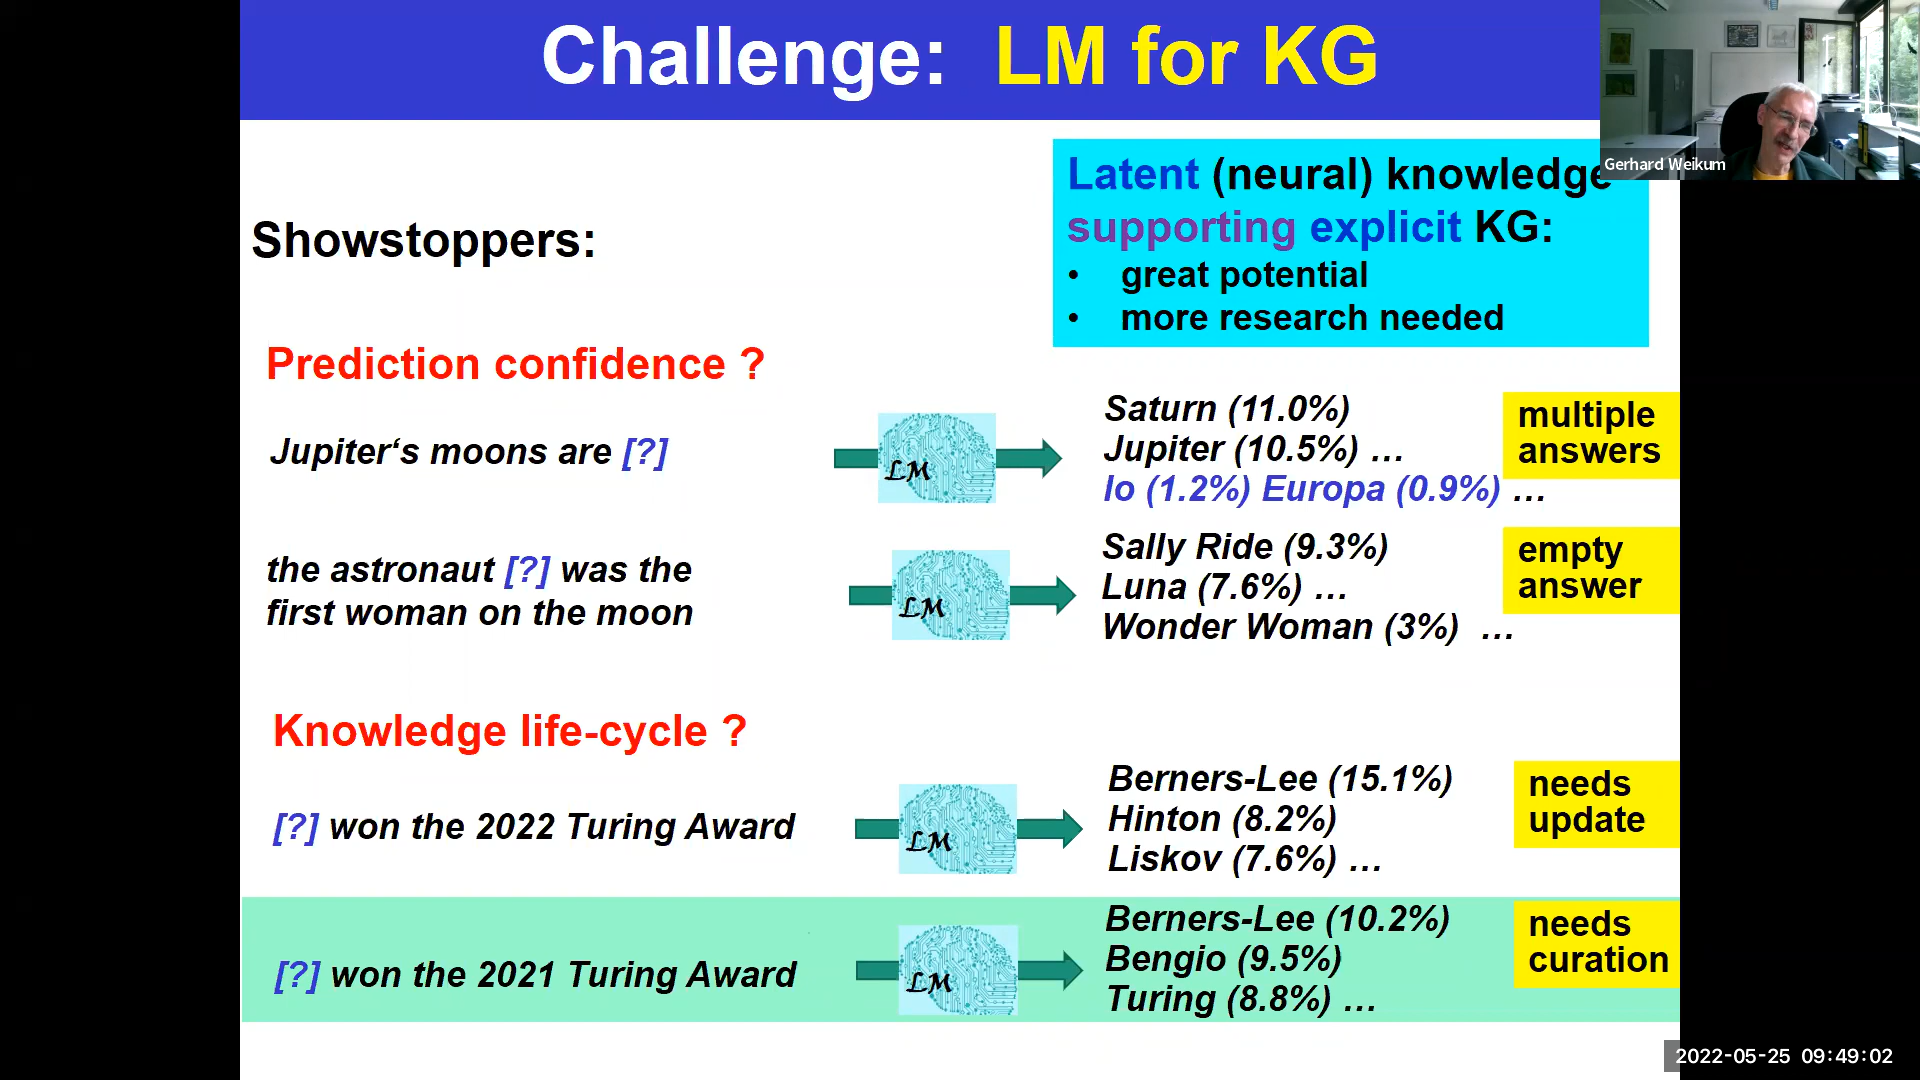 Challenge: LM for KG
Gerhard Weikum
Latent (neural) knowledge
supporting explicit KG:
• great potential
• more research needed
Showstoppers:
Prediction confidence ?
Jupiter‘s moons are [?]
LM
Saturn (11.0%)
Jupiter (10.5%) …
Io (1.2%) Europa (0.9%) …
multiple
answers
the astronaut [?] was the
first woman on the moon
LM
Sally Ride (9.3%)
Luna (7.6%) …
Wonder Woman (3%) …
empty
answer
Knowledge life-cycle ?
[?] won the 2022 Turing Award
LM
Berners-Lee (15.1%)
Hinton (8.2%)
Liskov (7.6%) …
needs
update
[?] won the 2021 Turing Award
LM
Berners-Lee (10.2%)
Bengio (9.5%)
Turing (8.8%) …
needs
curation
2022-05-25 09:49:02